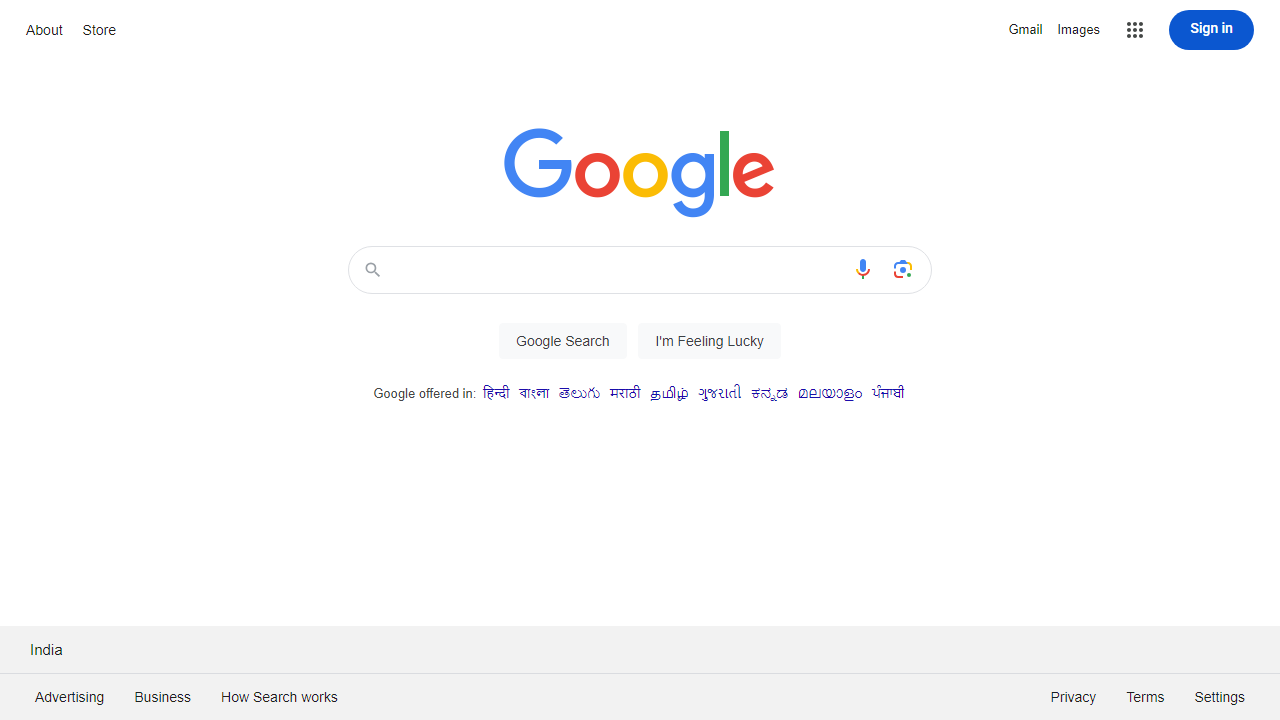 About Store Gmail Images Sign in
Google
Google Search I'm Feeling Lucky
Google offered in: हिन्दी বাংলা తెలుగు मराठी தமிழ் ગુજરાતી ಕನ್ನಡ മലയാളം ਪੰਜਾਬੀ
India
Advertising Business How Search works Privacy Terms Settings